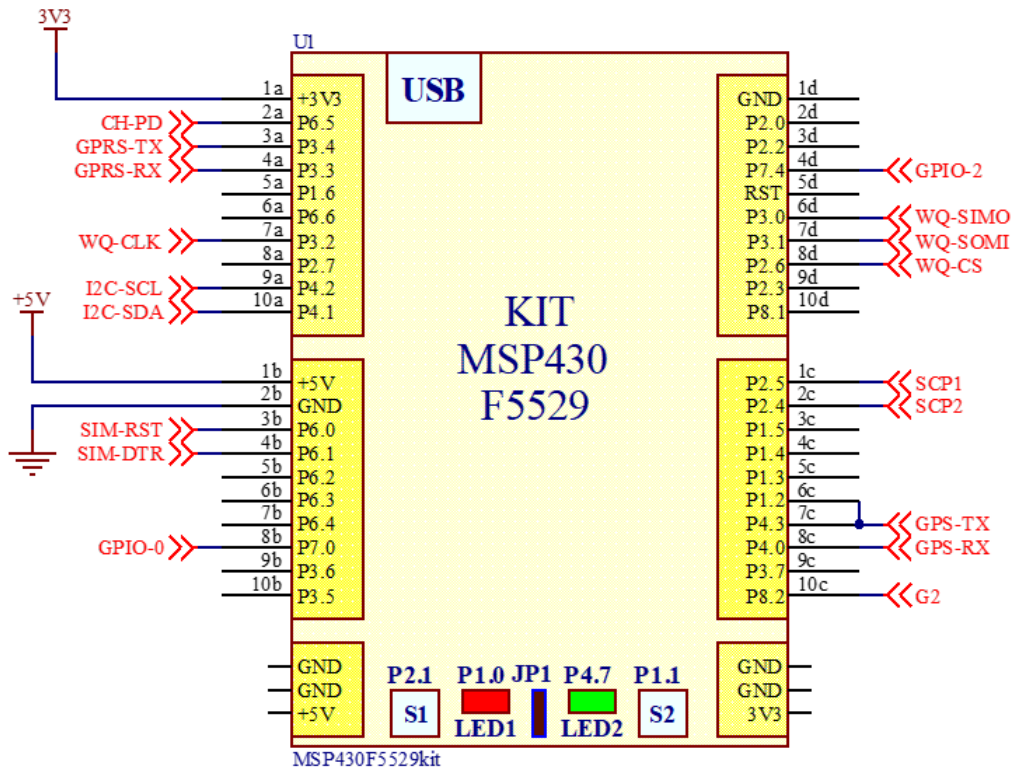 3V3
U1
USB
1a +3V3
CH-PD 2a P6.5
GPRS-TX 3a P3.4
GPRS-RX 4a P3.3
5a P1.6
6a P6.6
WQ-CLK 7a P3.2
8a P2.7
I2C-SCL 9a P4.2
I2C-SDA 10a P4.1
GND 1d
P2.0 2d
P2.2 3d
P7.4 4d GPIO-2
RST 5d
P3.0 6d WQ-SIMO
P3.1 7d WQ-SOMI
P2.6 8d WQ-CS
P2.3 9d
P8.1 10d
KIT
MSP430
F5529
+5V
1b +5V
2b GND
SIM-RST 3b P6.0
SIM-DTR 4b P6.1
5b P6.2
6b P6.3
7b P6.4
GPIO-0 8b P7.0
9b P3.6
10b P3.5
P2.5 1c SCP1
P2.4 2c SCP2
P1.5 3c
P1.4 4c
P1.3 5c
P1.2 6c
P4.3 7c GPS-TX
P4.0 8c GPS-RX
P3.7 9c
P8.2 10c G2
GND
GND
+5V
P2.1 P1.0 JP1 P4.7 P1.1
S1 LED1 LED2 S2
GND
GND
3V3
MSP430F5529kit